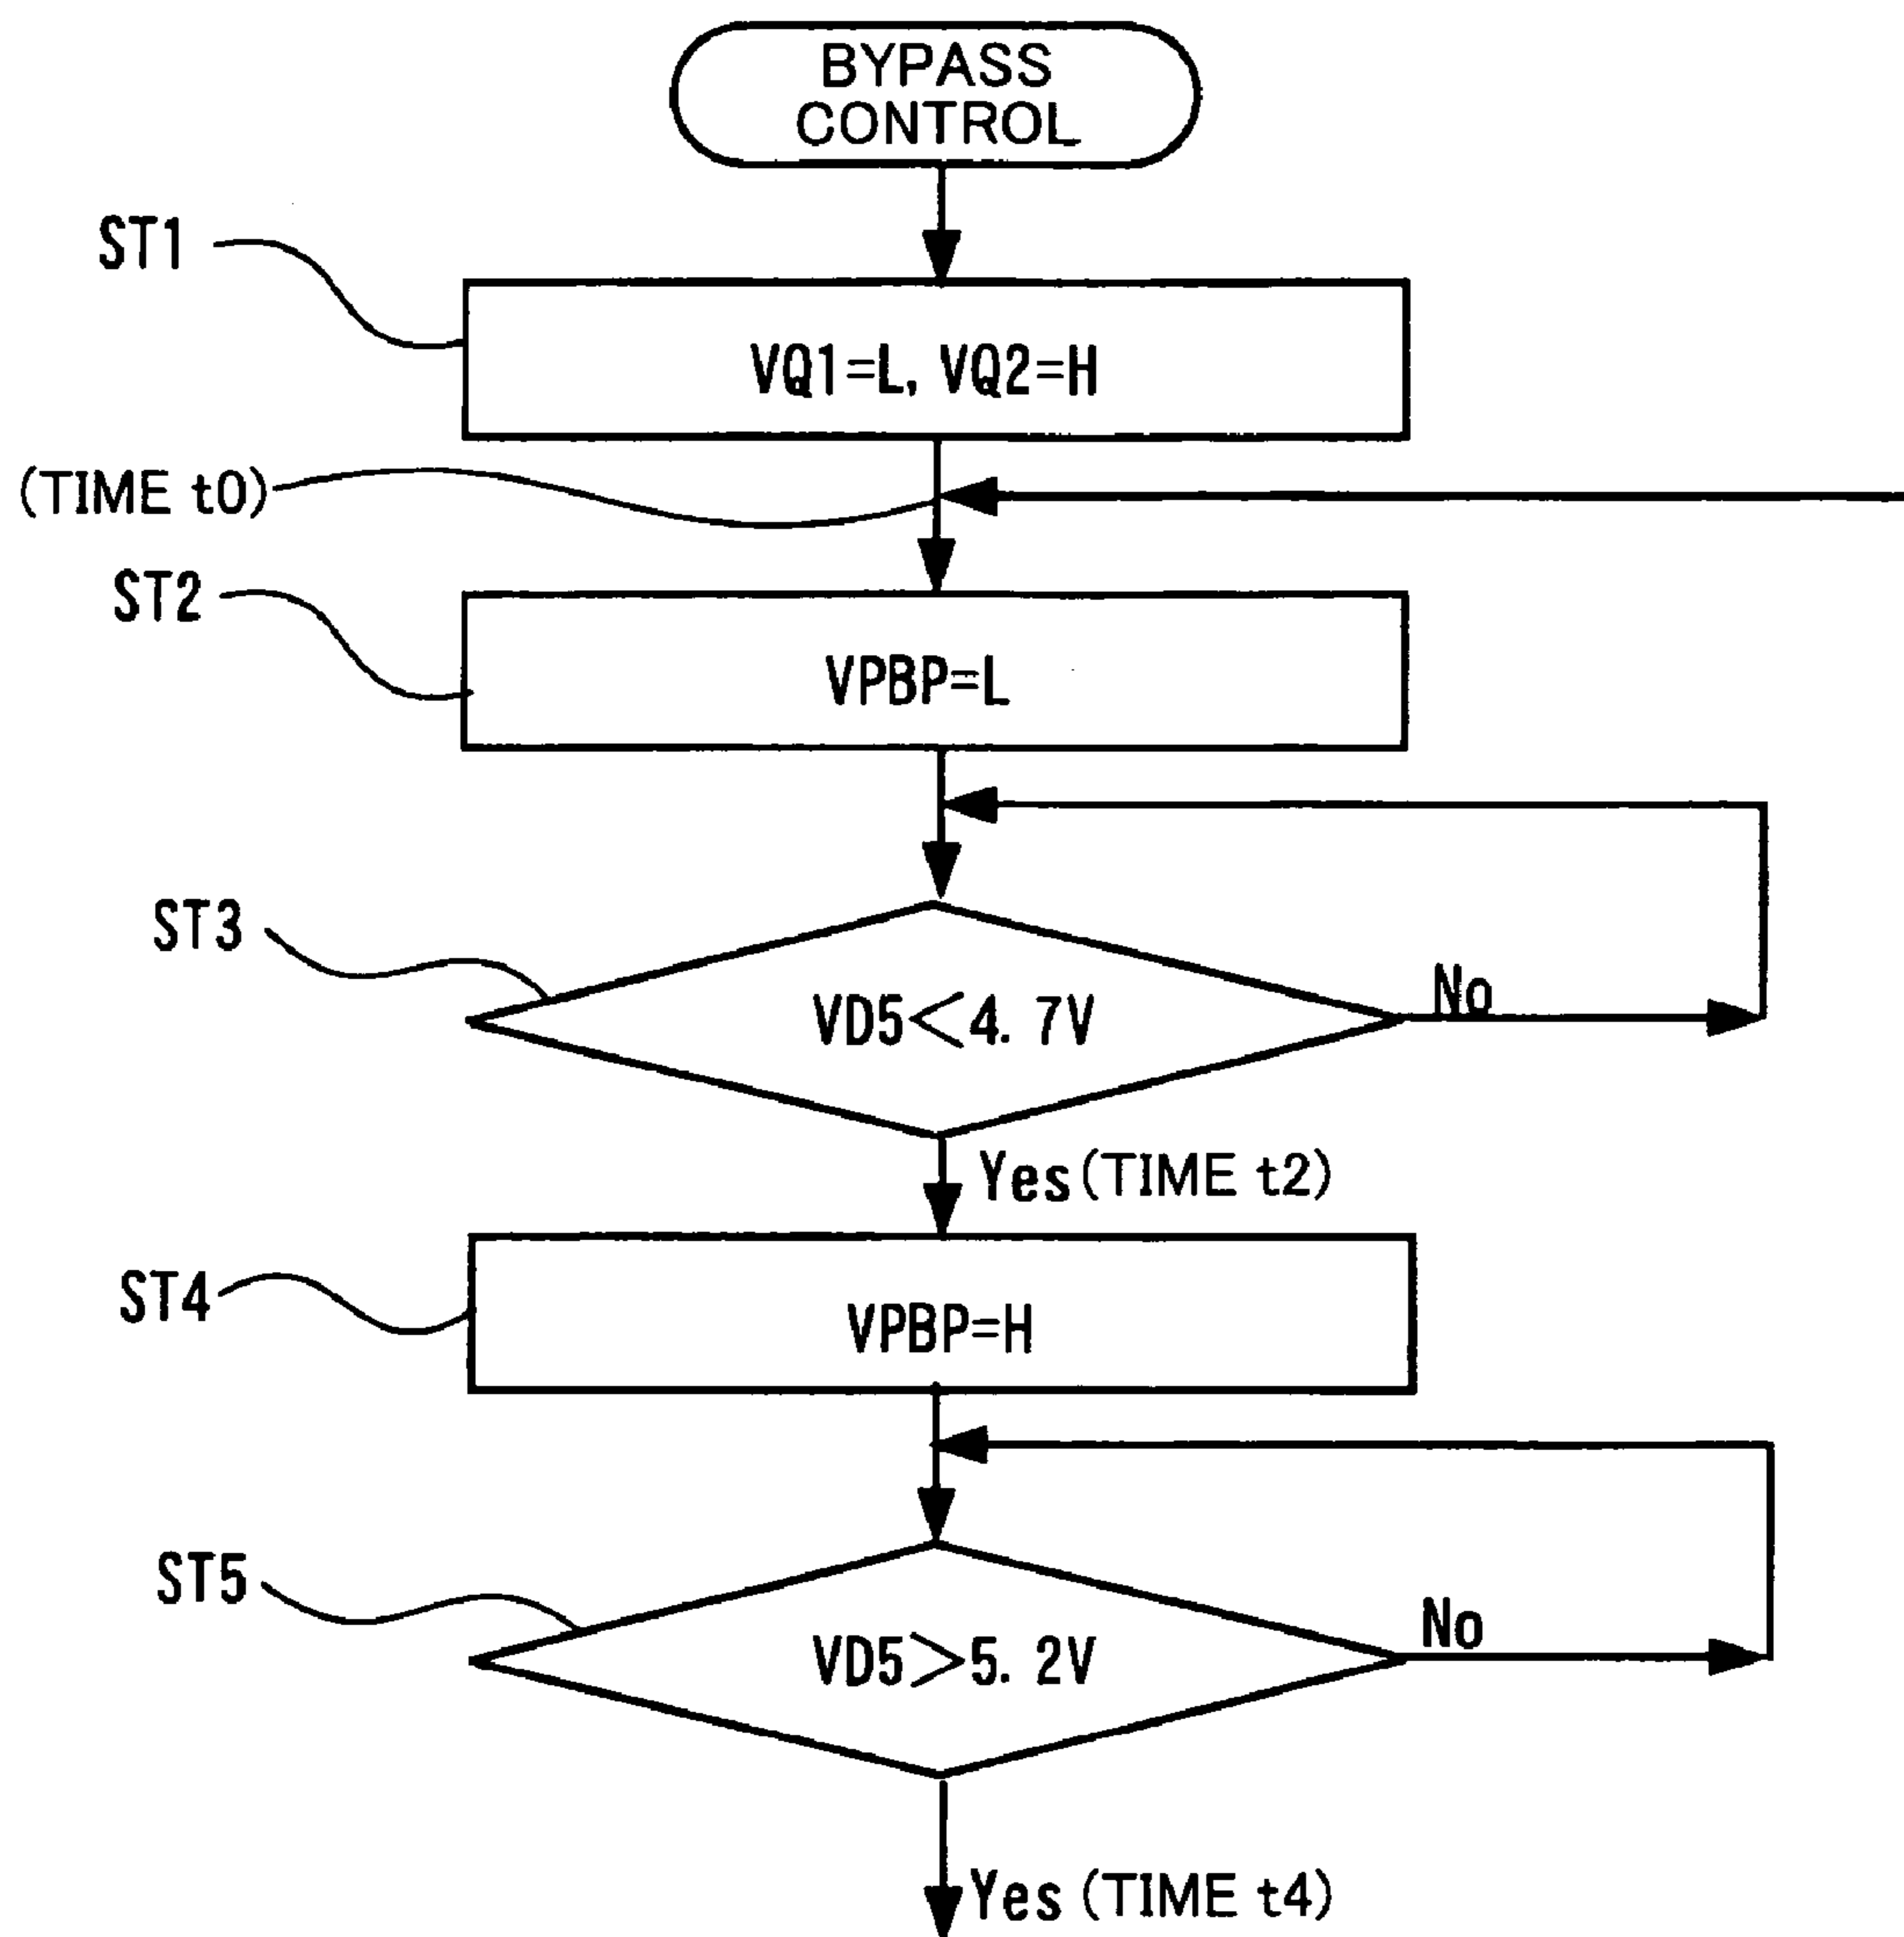 BYPASS
CONTROL
ST1
VQ1=L, VQ2=H
(TIME t0)
ST2
VPBP=L
ST3
VD5<4. 7V
No
Yes (TIME t2)
ST4
VPBP=H
ST5
VD5>5. 2V
No
Yes (TIME t4)